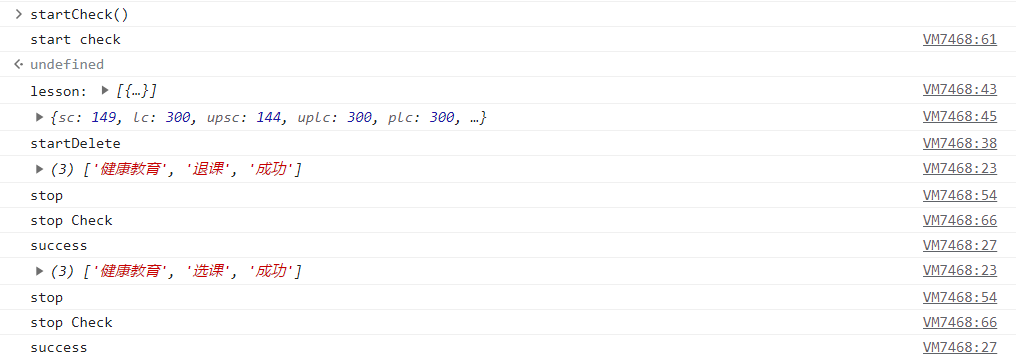 startCheck()
start check VM7468:61
undefined
lesson: [{…}] VM7468:43
{sc: 149, lc: 300, upsc: 144, uplc: 300, plc: 300, …} VM7468:45
startDelete VM7468:38
(3) ['健康教育', '退课', '成功'] VM7468:23
stop VM7468:54
stop Check VM7468:66
success VM7468:27
(3) ['健康教育', '选课', '成功'] VM7468:23
stop VM7468:54
stop Check VM7468:66
success VM7468:27